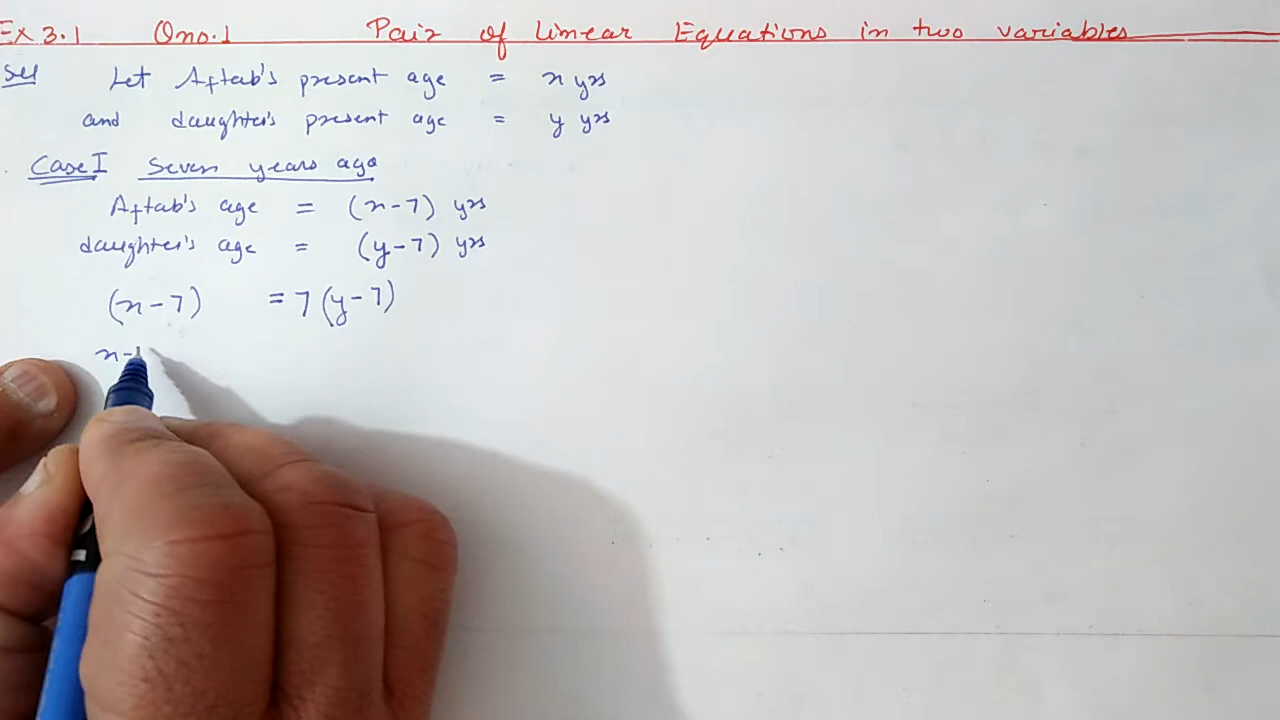 Ex 3.1 Qno.1 Pair of Linear Equations in two variables
Sol Let Aftab's present age = x yrs
and daughter's present age = y yrs
Case I Seven years ago
Aftab's age = (x-7) yrs
daughter's age = (y-7) yrs
(x-7) = 7(y-7)
x-